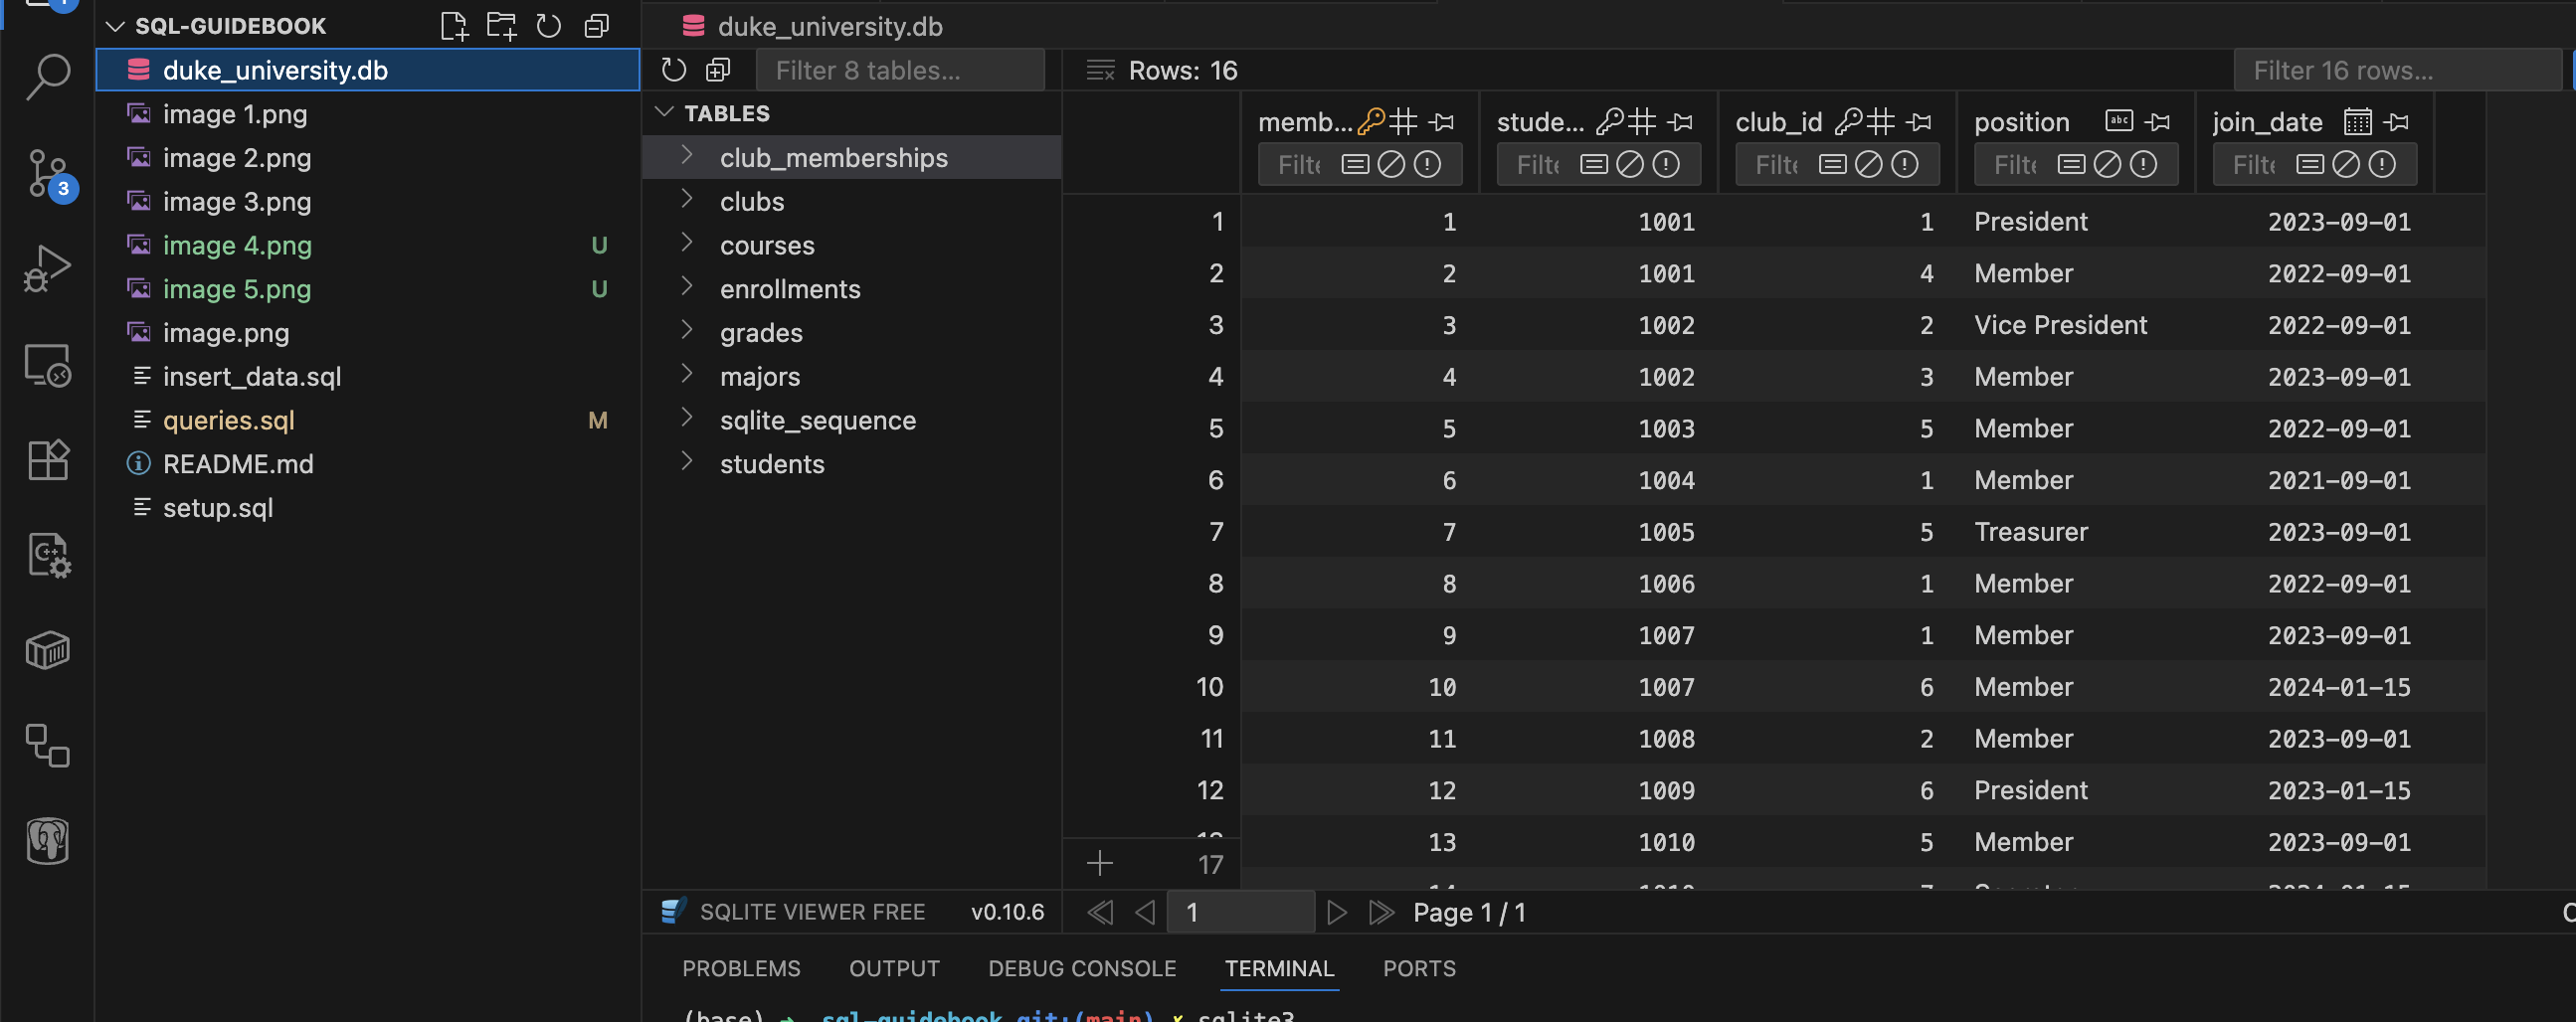 1
SQL-GUIDEBOOK
duke_university.db
image 1.png
image 2.png
image 3.png
image 4.png U
image 5.png U
image.png
insert_data.sql
queries.sql M
README.md
setup.sql
3
duke_university.db
Filter 8 tables...
TABLES
club_memberships
clubs
courses
enrollments
grades
majors
sqlite_sequence
students
SQLITE VIEWER FREE v0.10.6
Rows: 16 Filter 16 rows...
memb... stude... club_id position join_date
1 1 1001 1 President 2023-09-01
2 2 1001 4 Member 2022-09-01
3 3 1002 2 Vice President 2022-09-01
4 4 1002 3 Member 2023-09-01
5 5 1003 5 Member 2022-09-01
6 6 1004 1 Member 2021-09-01
7 7 1005 5 Treasurer 2023-09-01
8 8 1006 1 Member 2022-09-01
9 9 1007 1 Member 2023-09-01
10 10 1007 6 Member 2024-01-15
11 11 1008 2 Member 2023-09-01
12 12 1009 6 President 2023-01-15
13 1010 5 Member 2023-09-01
17
1 Page 1 / 1
PROBLEMS OUTPUT DEBUG CONSOLE TERMINAL PORTS
(base) → sql-guidebook git:(main) ✗ sqlite3